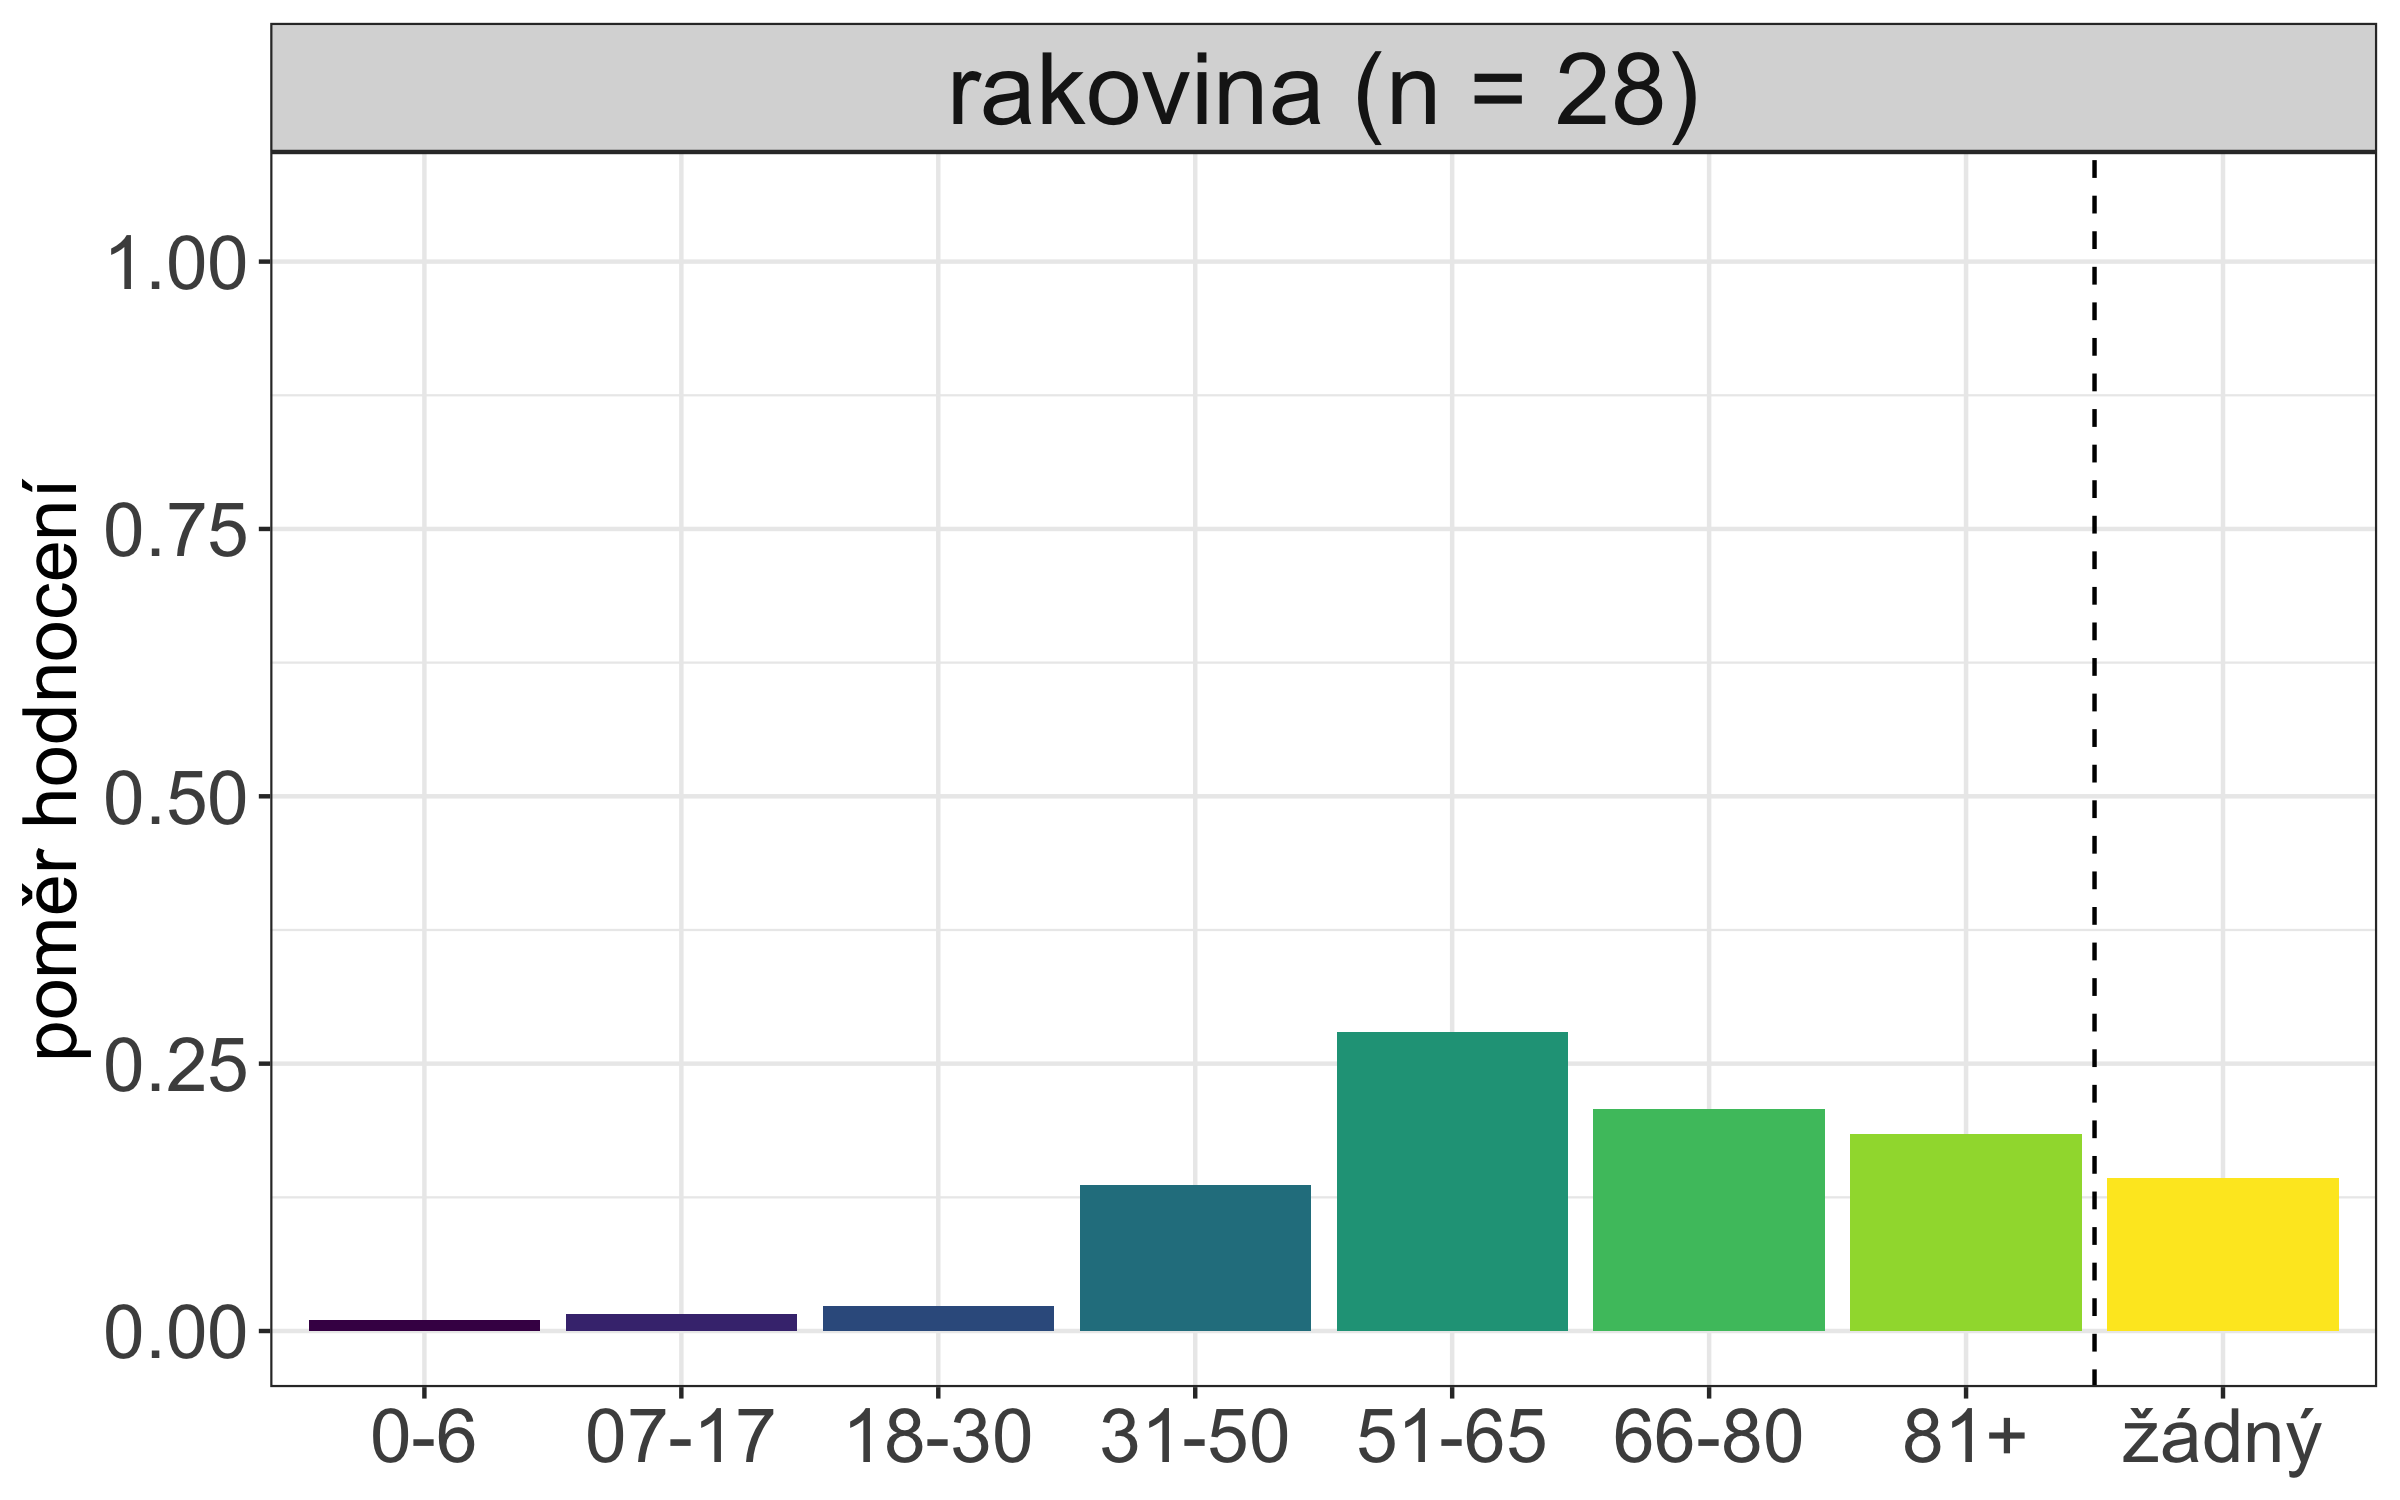 rakovina (n = 28)
poměr hodnocení
1.00
0.75
0.50
0.25
0.00
0-6 07-17 18-30 31-50 51-65 66-80 81+ žádný